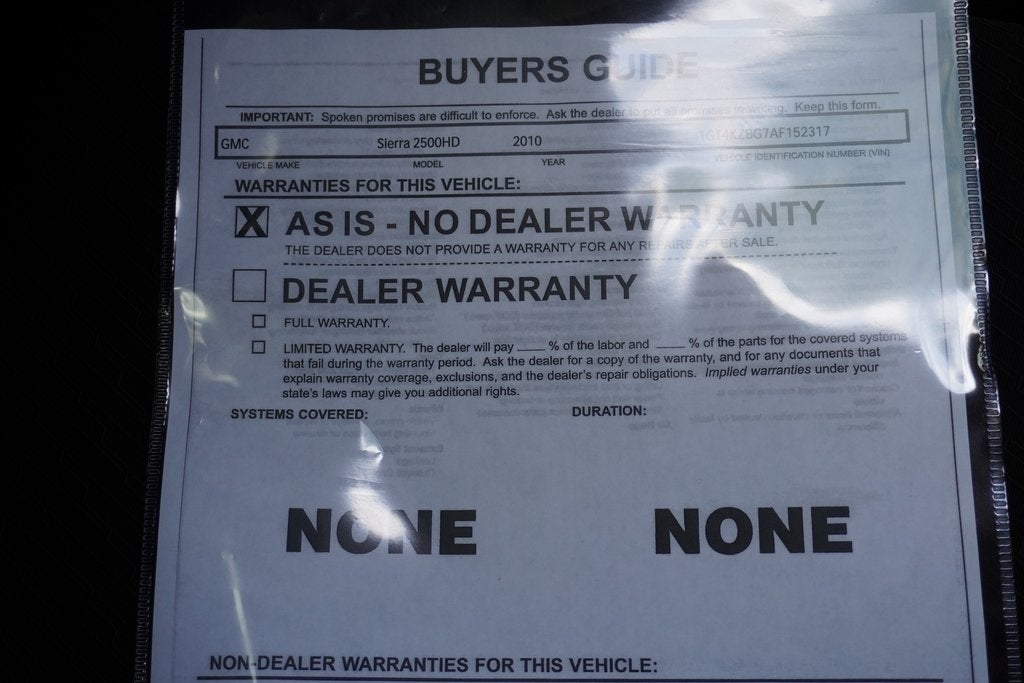 BUYERS GUIDE
IMPORTANT: Spoken promises are difficult to enforce. Ask the dealer to put all promises in writing. Keep this form.
GMC Sierra 2500HD 2010 1GT4KZBG7AF152317
VEHICLE MAKE MODEL YEAR VEHICLE IDENTIFICATION NUMBER (VIN)
WARRANTIES FOR THIS VEHICLE:
X AS IS - NO DEALER WARRANTY
THE DEALER DOES NOT PROVIDE A WARRANTY FOR ANY REPAIRS AFTER SALE.
DEALER WARRANTY
FULL WARRANTY.
LIMITED WARRANTY. The dealer will pay ____ % of the labor and ____ % of the parts for the covered systems
that fail during the warranty period. Ask the dealer for a copy of the warranty, and for any documents that
explain warranty coverage, exclusions, and the dealer's repair obligations. Implied warranties under your
state's laws may give you additional rights.
SYSTEMS COVERED: DURATION:
NONE NONE
NON-DEALER WARRANTIES FOR THIS VEHICLE: